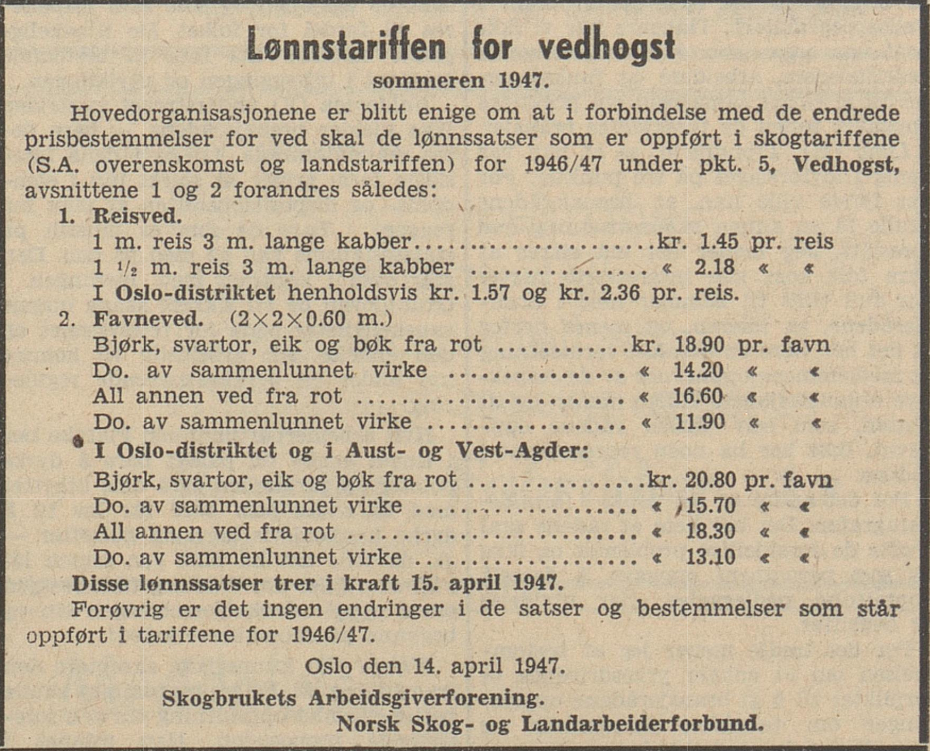 Lønnstariffen for vedhogst
sommeren 1947.
Hovedorganisasjonene er blitt enige om at i forbindelse med de endrede
prisbestemmelser for ved skal de lønnssatser som er oppført i skogtariffene
(S.A. overenskomst og landstariffen) for 1946/47 under pkt. 5, Vedhogst,
avsnittene 1 og 2 forandres således:
1. Reisved.
1 m. reis 3 m. lange kabber..........................kr. 1.45 pr. reis
1 1/2 m. reis 3 m. lange kabber .................... « 2.18 « «
I Oslo-distriktet henholdsvis kr. 1.57 og kr. 2.36 pr. reis.
2. Favneved. (2×2×0.60 m.)
Bjørk, svartor, eik og bøk fra rot ..............kr. 18.90 pr. favn
Do. av sammenlunnet virke ................... « 14.20 « «
All annen ved fra rot ............................. « 16.60 « «
Do. av sammenlunnet virke ....................... « 11.90 « «
I Oslo-distriktet og i Aust- og Vest-Agder:
Bjørk, svartor, eik og bøk fra rot ...................kr. 20.80 pr. favn
Do. av sammenlunnet virke ........................ « 15.70 « «
All annen ved fra rot ................................ « 18.30 « «
Do. av sammenlunnet virke ......................... « 13.10 « «
Disse lønnssatser trer i kraft 15. april 1947.
Forøvrig er det ingen endringer i de satser og bestemmelser som står
oppført i tariffene for 1946/47.
Oslo den 14. april 1947.
Skogbrukets Arbeidsgiverforening.
Norsk Skog- og Landarbeiderforbund.